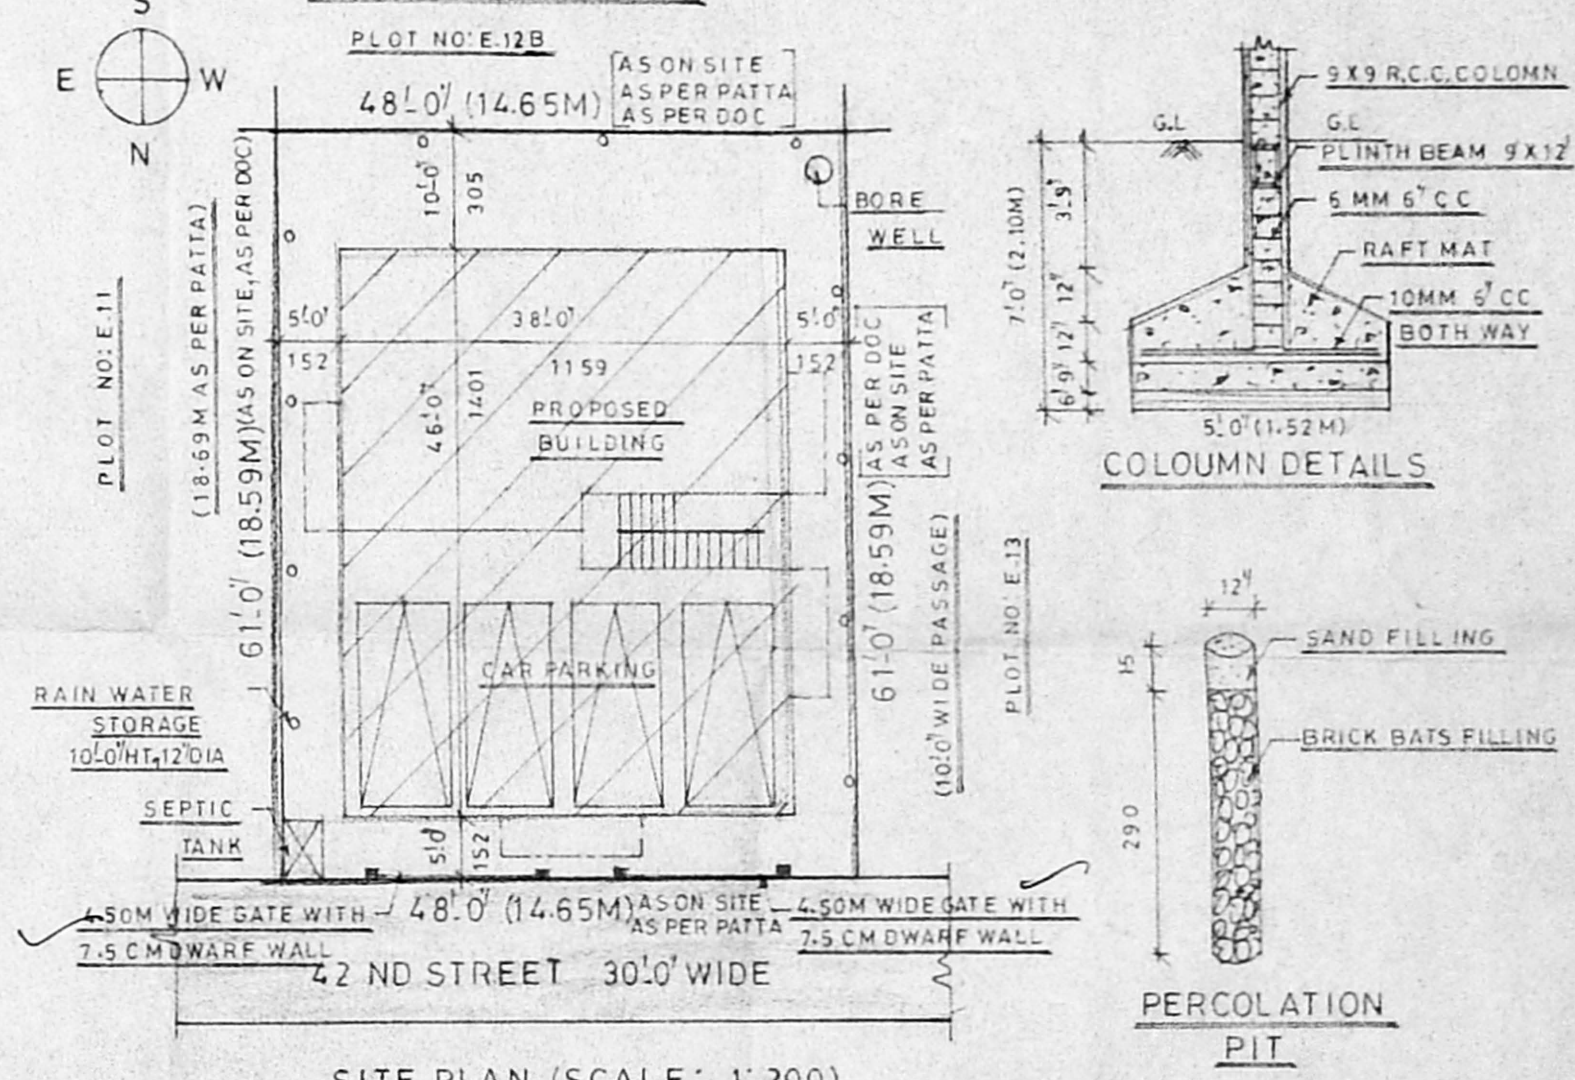 S
E W
N
PLOT NO: E.12B
48'-0" (14.65M)
AS ON SITE
AS PER PATTA
AS PER DOC
PLOT NO: E.11
(18.69M AS PER PATTA)
61'-0" (18.59M)(AS ON SITE, AS PER DOC)
10'-0"
305
BORE
WELL
5'-0"
152
38'-0"
1159
5'-0"
152
46'-0"
1401
PROPOSED
BUILDING
CAR PARKING
61'-0" (18.59M)
AS PER DOC
AS ON SITE
AS PER PATTA
(10'-0" WIDE PASSAGE)
PLOT NO: E.13
RAIN WATER
STORAGE
10'-0" HT, 12" DIA
SEPTIC
TANK
5'-0"
152
4.50M WIDE GATE WITH
7.5 CM DWARF WALL
48'-0" (14.65M)
AS ON SITE
AS PER PATTA
4.50M WIDE GATE WITH
7.5 CM DWARF WALL
42 ND STREET 30'-0" WIDE
SITE PLAN (SCALE: 1:200)
9 X 9 R.C.C. COLOMN
G.L
G.L
PLINTH BEAM 9"X12"
6 MM 6" C C
RAFT MAT
10MM 6" CC
BOTH WAY
7'-0" (2.10M)
3'-9"
12"
12"
9"
6"
5'-0" (1.52M)
COLOUMN DETAILS
12"
15
290
SAND FILLING
BRICK BATS FILLING
PERCOLATION
PIT